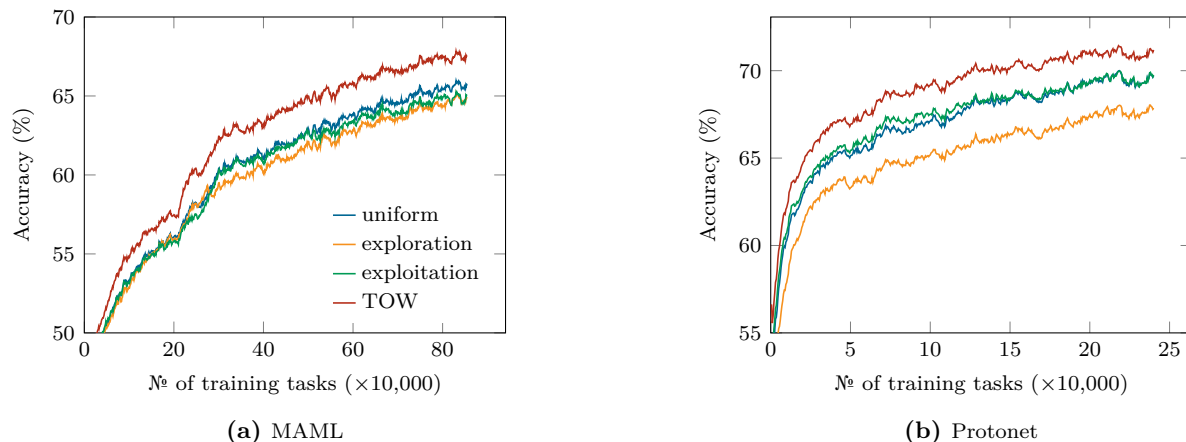 70
65
60
55
50
Accuracy (%)
0
20
40
60
80
№ of training tasks (×10,000)
uniform
exploration
exploitation
TOW
(a) MAML
70
65
60
55
Accuracy (%)
0
5
10
15
20
25
№ of training tasks (×10,000)
(b) Protonet